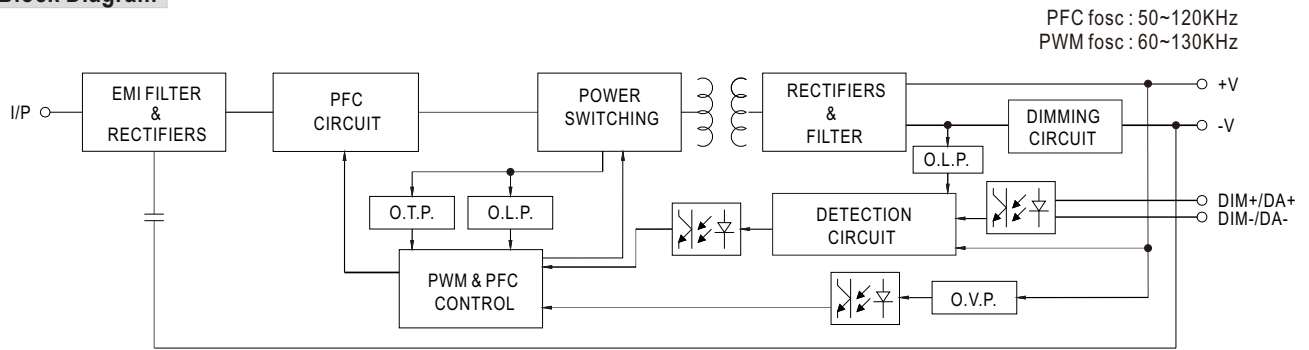 Block Diagram
PFC fosc : 50~120KHz
PWM fosc : 60~130KHz
I/P
EMI FILTER
&
RECTIFIERS
PFC
CIRCUIT
POWER
SWITCHING
RECTIFIERS
&
FILTER
+V
-V
DIMMING
CIRCUIT
O.L.P.
O.T.P.
O.L.P.
DETECTION
CIRCUIT
DIM+/DA+
DIM-/DA-
PWM & PFC
CONTROL
O.V.P.